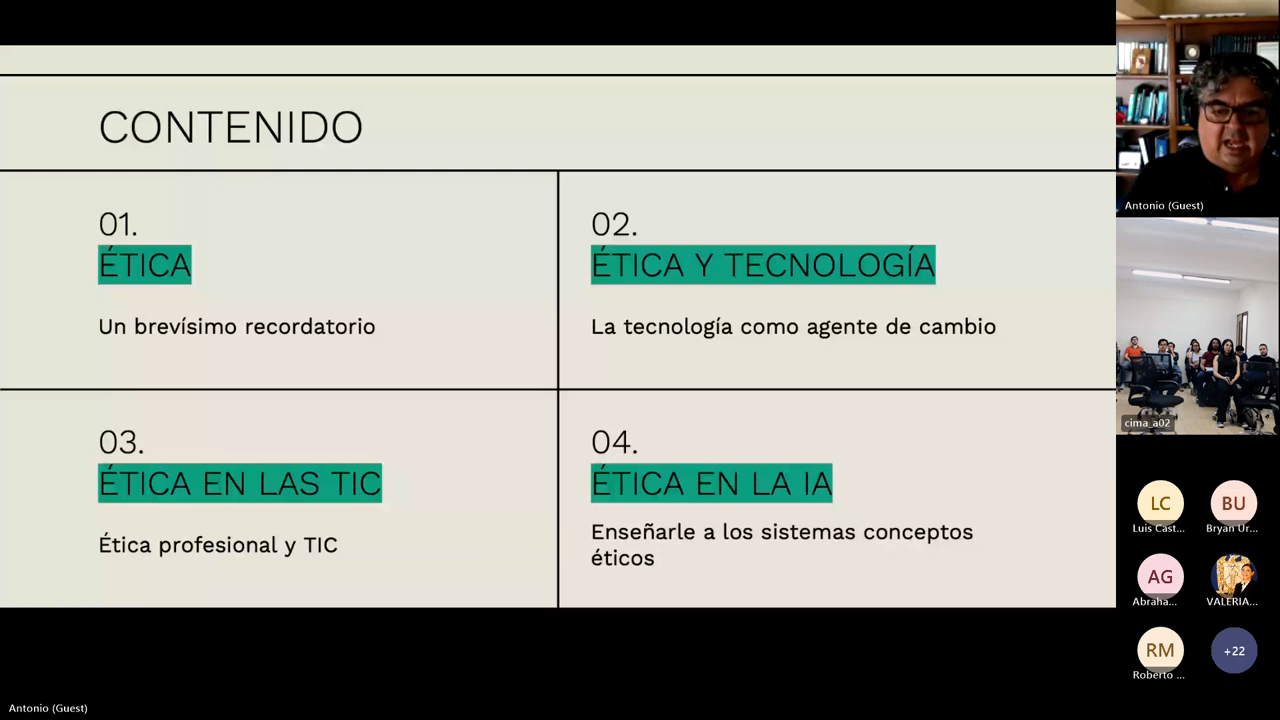 CONTENIDO
01.
ÉTICA
Un brevísimo recordatorio
02.
ÉTICA Y TECNOLOGÍA
La tecnología como agente de cambio
03.
ÉTICA EN LAS TIC
Ética profesional y TIC
04.
ÉTICA EN LA IA
Enseñarle a los sistemas conceptos
éticos
Antonio (Guest)
cima_a02
LC
Luis Cast...
BU
Bryan Ur...
AG
Abraha...
VALERIA...
RM
Roberto ...
+22
Antonio (Guest)